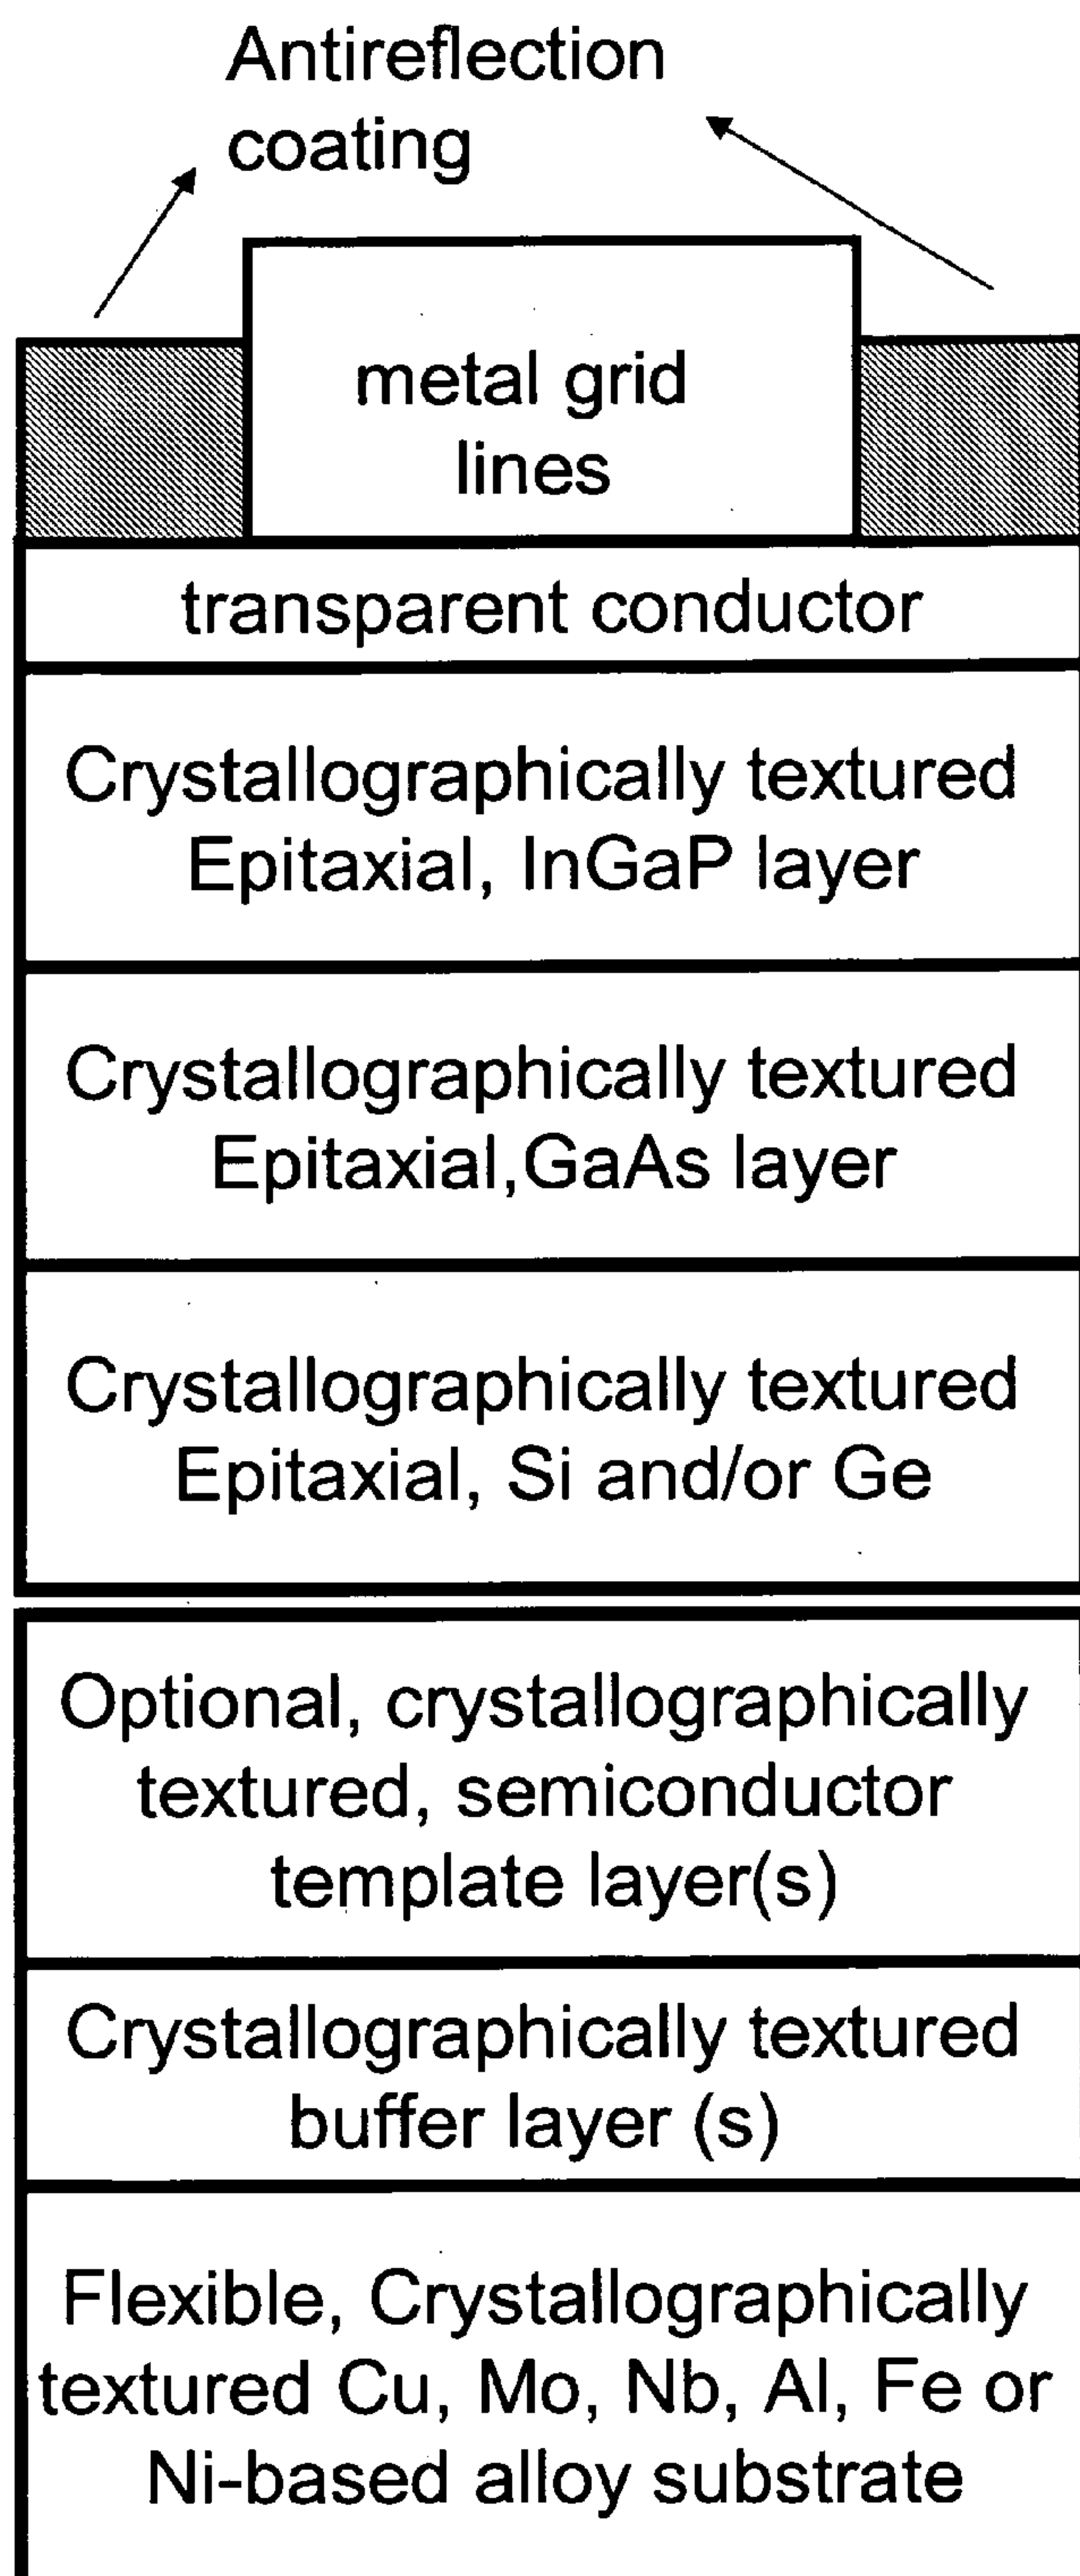 Antireflection
coating
metal grid
lines
transparent conductor
Crystallographically textured
Epitaxial, InGaP layer
Crystallographically textured
Epitaxial,GaAs layer
Crystallographically textured
Epitaxial, Si and/or Ge
Optional, crystallographically
textured, semiconductor
template layer(s)
Crystallographically textured
buffer layer (s)
Flexible, Crystallographically
textured Cu, Mo, Nb, Al, Fe or
Ni-based alloy substrate